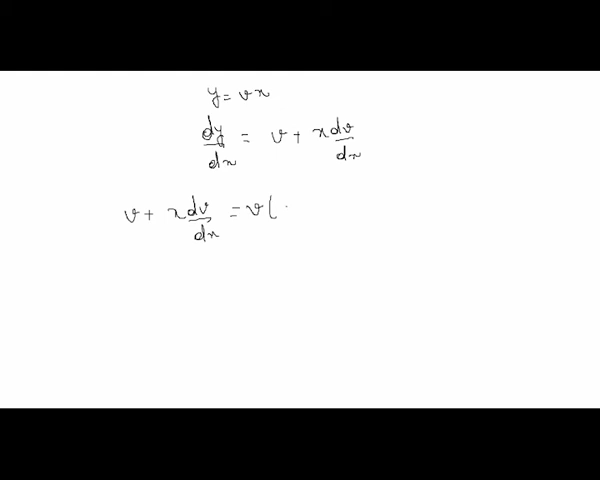 y = vx
dy/dx = v + x dv/dx
v + x dv/dx = v(